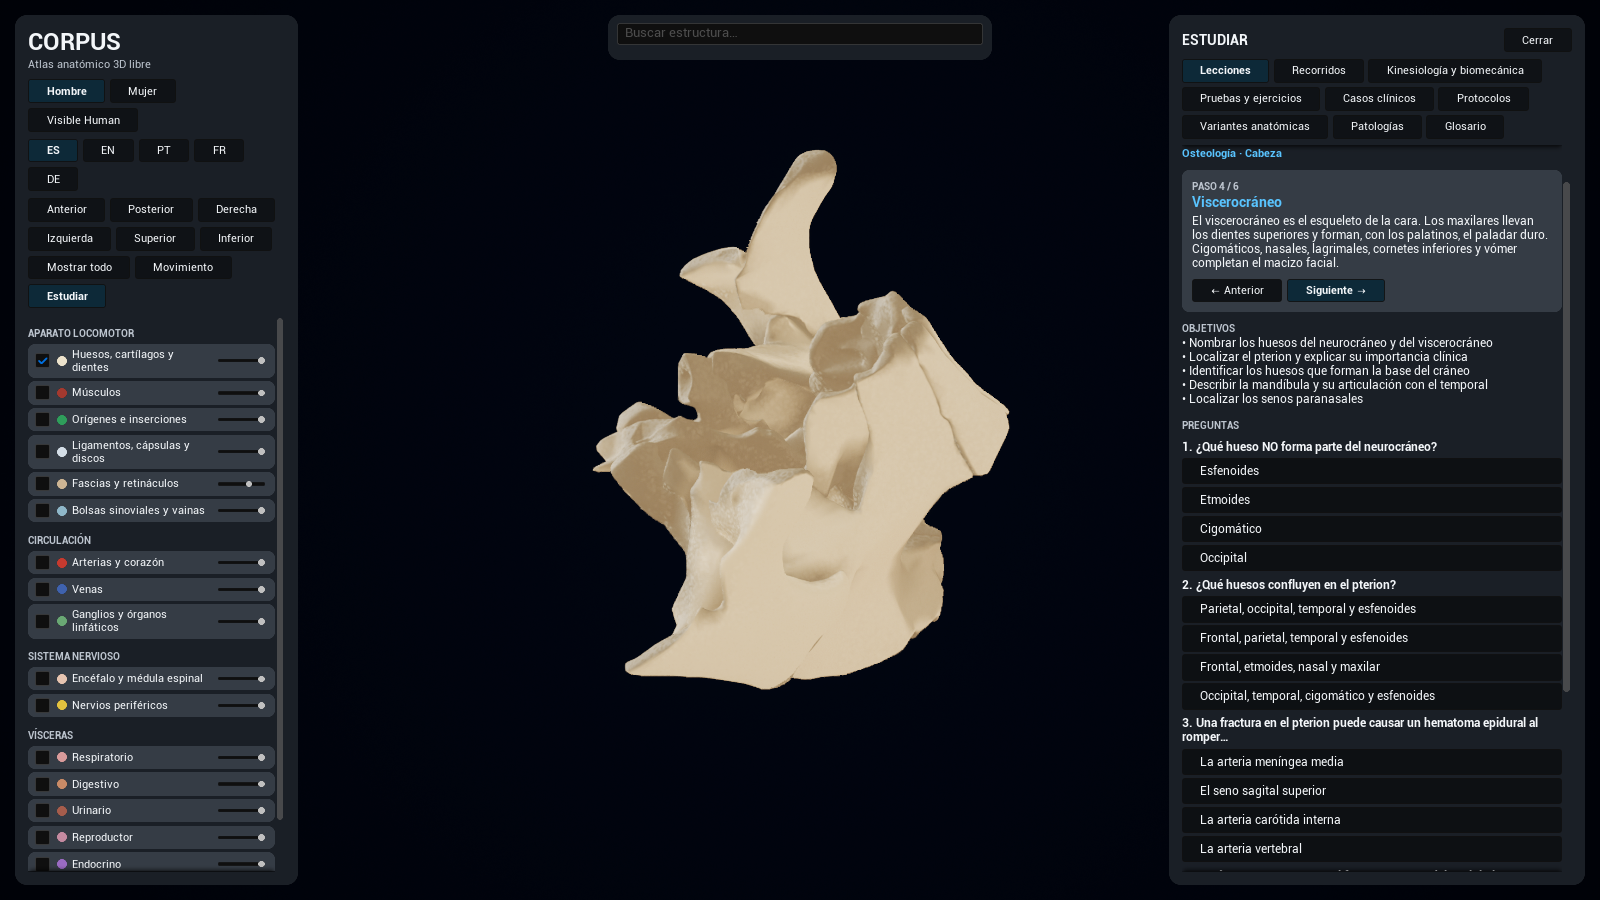 CORPUS
Atlas anatómico 3D libre
Hombre
Mujer
Visible Human
ES
EN
PT
FR
DE
Anterior
Posterior
Derecha
Izquierda
Superior
Inferior
Mostrar todo
Movimiento
Estudiar
APARATO LOCOMOTOR
Huesos, cartílagos y
dientes
Músculos
Orígenes e inserciones
Ligamentos, cápsulas y
discos
Fascias y retináculos
Bolsas sinoviales y vainas
CIRCULACIÓN
Arterias y corazón
Venas
Ganglios y órganos
linfáticos
SISTEMA NERVIOSO
Encéfalo y médula espinal
Nervios periféricos
VÍSCERAS
Respiratorio
Digestivo
Urinario
Reproductor
Endocrino
Buscar estructura...
ESTUDIAR
Cerrar
Lecciones
Recorridos
Kinesiología y biomecánica
Pruebas y ejercicios
Casos clínicos
Protocolos
Variantes anatómicas
Patologías
Glosario
Osteología · Cabeza
PASO 4 / 6
Viscerocráneo
El viscerocráneo es el esqueleto de la cara. Los maxilares llevan
los dientes superiores y forman, con los palatinos, el paladar duro.
Cigomáticos, nasales, lagrimales, cornetes inferiores y vómer
completan el macizo facial.
← Anterior
Siguiente →
OBJETIVOS
• Nombrar los huesos del neurocráneo y del viscerocráneo
• Localizar el pterion y explicar su importancia clínica
• Identificar los huesos que forman la base del cráneo
• Describir la mandíbula y su articulación con el temporal
• Localizar los senos paranasales
PREGUNTAS
1. ¿Qué hueso NO forma parte del neurocráneo?
Esfenoides
Etmoides
Cigomático
Occipital
2. ¿Qué huesos confluyen en el pterion?
Parietal, occipital, temporal y esfenoides
Frontal, parietal, temporal y esfenoides
Frontal, etmoides, nasal y maxilar
Occipital, temporal, cigomático y esfenoides
3. Una fractura en el pterion puede causar un hematoma epidural al
romper…
La arteria meníngea media
El seno sagital superior
La arteria carótida interna
La arteria vertebral